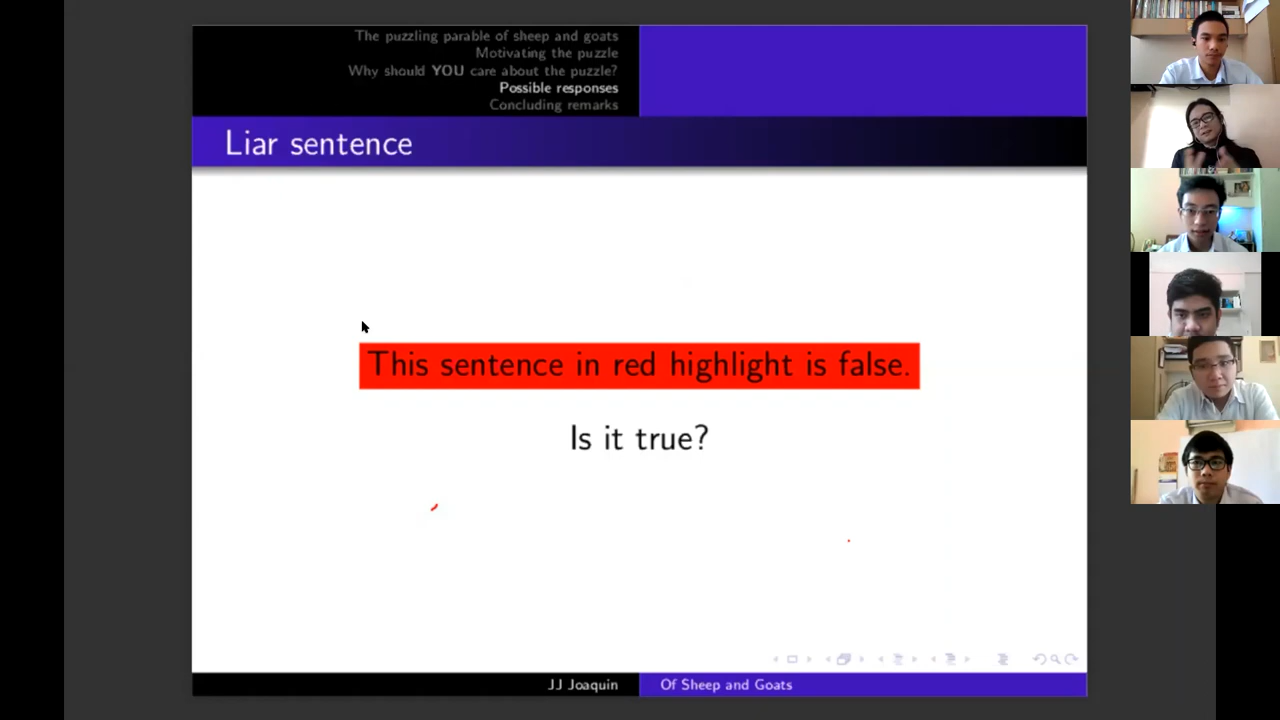 The puzzling parable of sheep and goats
Motivating the puzzle
Why should YOU care about the puzzle?
Possible responses
Concluding remarks
Liar sentence
This sentence in red highlight is false.
Is it true?
JJ Joaquin
Of Sheep and Goats